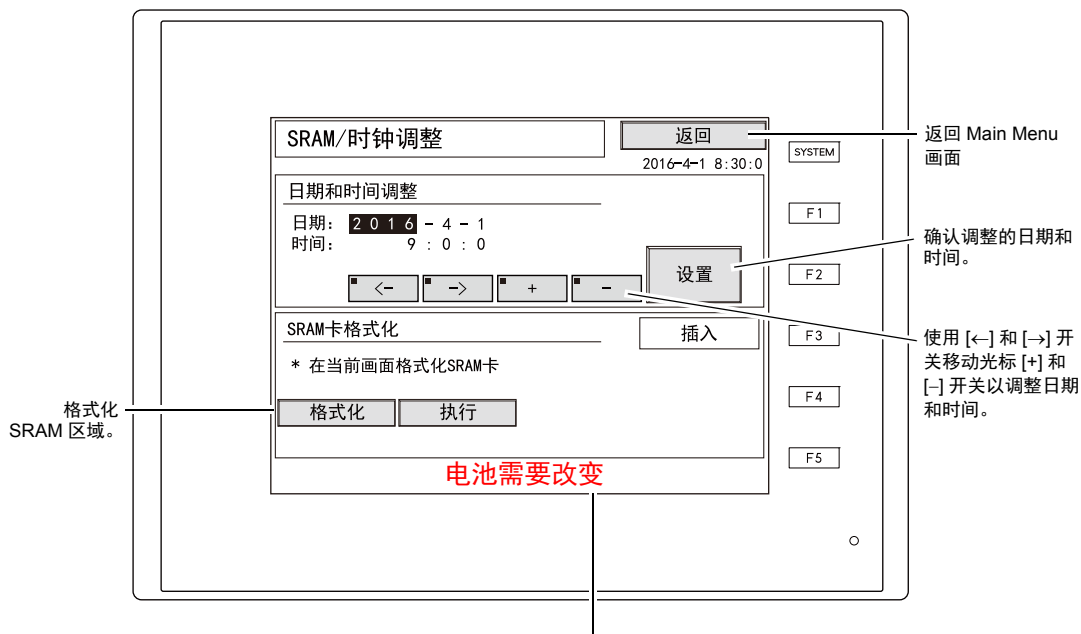 SRAM/时钟调整
返回
2016-4-1 8:30:0
日期和时间调整
日期: 2016-4-1
时间: 9:0:0
<- -> + -
设置
SRAM卡格式化
插入
* 在当前画面格式化SRAM卡
格式化 执行
电池需要改变
SYSTEM
F1
F2
F3
F4
F5
返回 Main Menu
画面
确认调整的日期和
时间。
使用 [←] 和 [→] 开
关移动光标 [+] 和
[–] 开关以调整日期
和时间。
格式化
SRAM 区域。